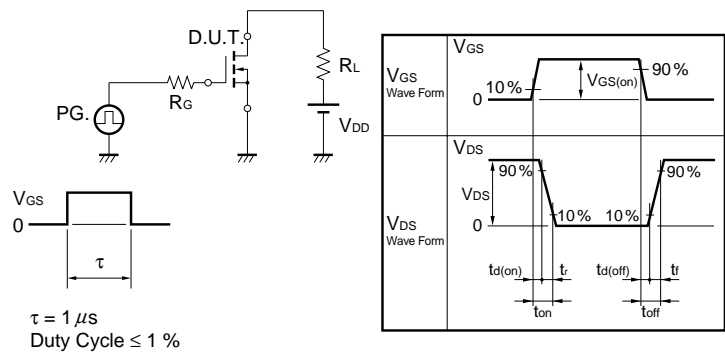 D.U.T.
RL
RG
PG.
VDD
VGS
0
τ
τ = 1 μs
Duty Cycle ≤ 1 %
VGS
Wave Form
VGS
10 %
0
VGS(on)
90 %
VDS
Wave Form
VDS
VDS
90 %
0
10 %
10 %
90 %
td(on)
tr
td(off)
tf
ton
toff